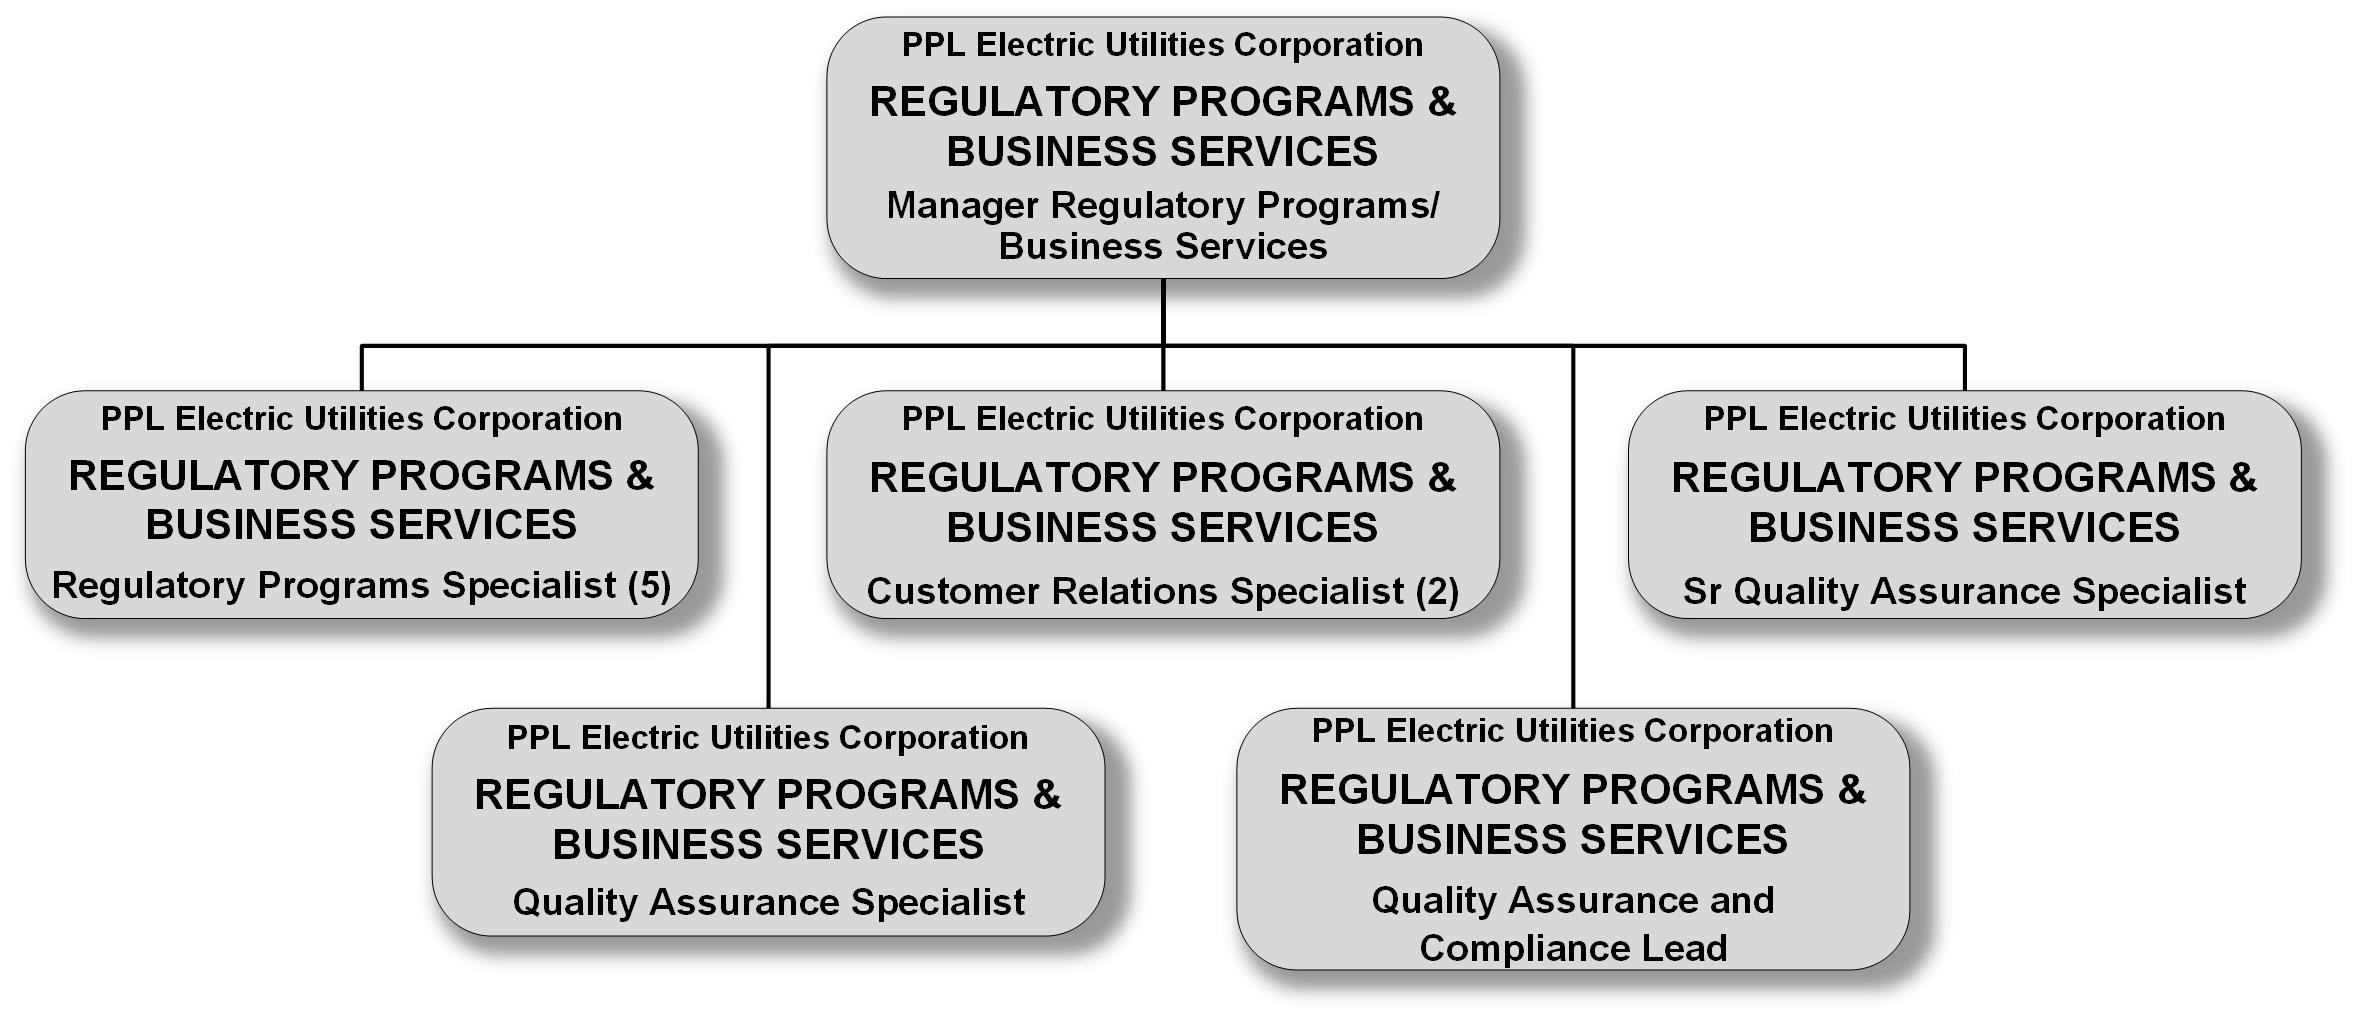 PPL Electric Utilities Corporation
REGULATORY PROGRAMS &
BUSINESS SERVICES
Manager Regulatory Programs/
Business Services
PPL Electric Utilities Corporation
REGULATORY PROGRAMS &
BUSINESS SERVICES
Regulatory Programs Specialist (5)
PPL Electric Utilities Corporation
REGULATORY PROGRAMS &
BUSINESS SERVICES
Customer Relations Specialist (2)
PPL Electric Utilities Corporation
REGULATORY PROGRAMS &
BUSINESS SERVICES
Sr Quality Assurance Specialist
PPL Electric Utilities Corporation
REGULATORY PROGRAMS &
BUSINESS SERVICES
Quality Assurance Specialist
PPL Electric Utilities Corporation
REGULATORY PROGRAMS &
BUSINESS SERVICES
Quality Assurance and
Compliance Lead